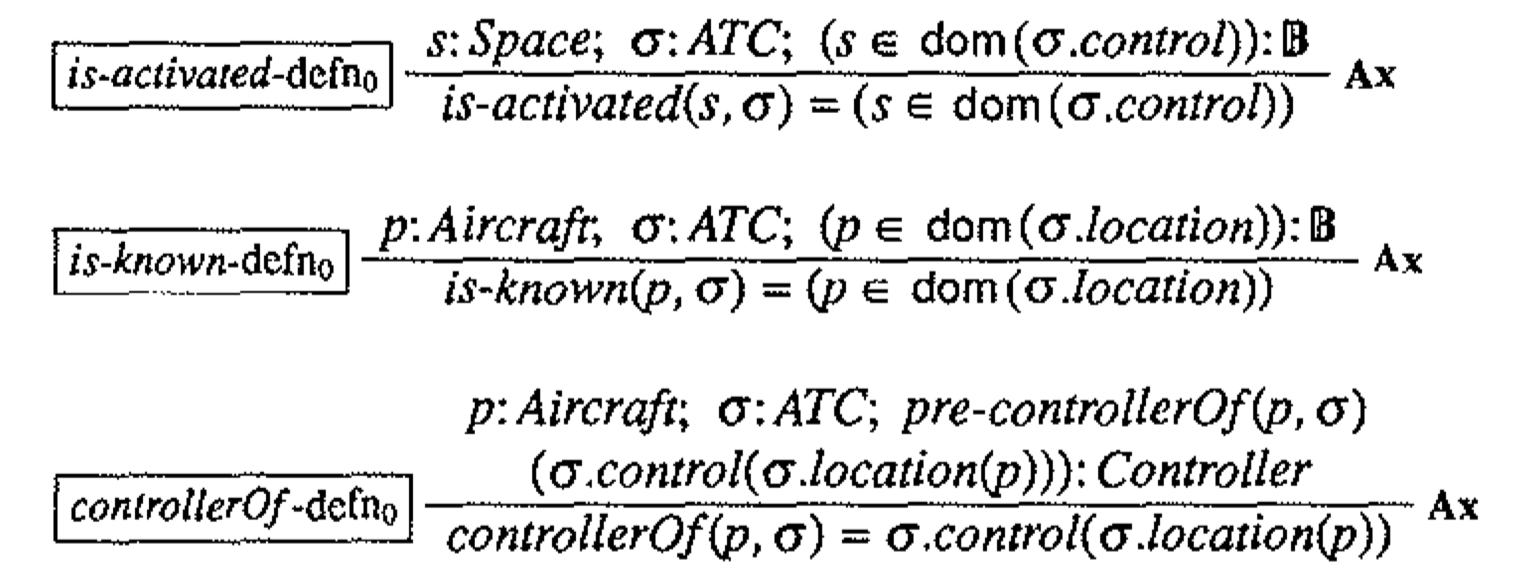 s: Space; σ: ATC; (s ∈ dom(σ.control)): 𝔹
is-activated-defn₀ Ax
is-activated(s, σ) = (s ∈ dom(σ.control))
p: Aircraft; σ: ATC; (p ∈ dom(σ.location)): 𝔹
is-known-defn₀ Ax
is-known(p, σ) = (p ∈ dom(σ.location))
p: Aircraft; σ: ATC; pre-controllerOf(p, σ)
(σ.control(σ.location(p))): Controller
controllerOf-defn₀ Ax
controllerOf(p, σ) = σ.control(σ.location(p))